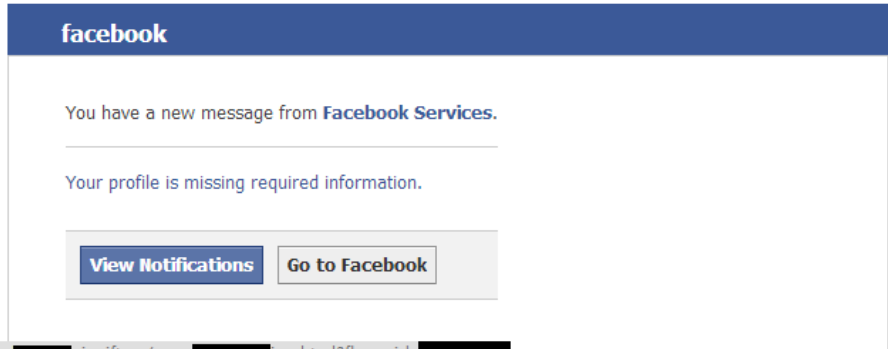 facebook
You have a new message from Facebook Services.
Your profile is missing required information.
View Notifications
Go to Facebook